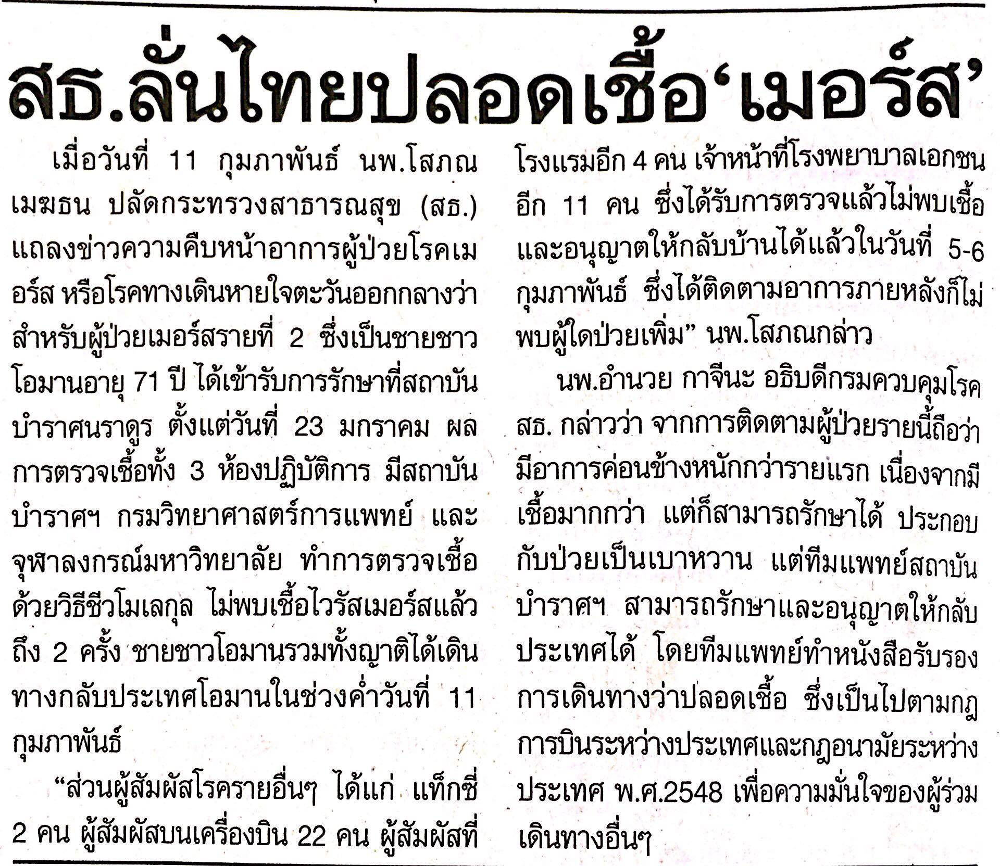 สธ.ลั่นไทยปลอดเชื้อ‘เมอร์ส’
เมื่อวันที่ 11 กุมภาพันธ์ นพ.โสภณ
เมฆธน ปลัดกระทรวงสาธารณสุข (สธ.)
แถลงข่าวความคืบหน้าอาการผู้ป่วยโรคเม
อร์ส หรือโรคทางเดินหายใจตะวันออกกลางว่า
สำหรับผู้ป่วยเมอร์สรายที่ 2 ซึ่งเป็นชายชาว
โอมานอายุ 71 ปี ได้เข้ารับการรักษาที่สถาบัน
บำราศนราดูร ตั้งแต่วันที่ 23 มกราคม ผล
การตรวจเชื้อทั้ง 3 ห้องปฏิบัติการ มีสถาบัน
บำราศฯ กรมวิทยาศาสตร์การแพทย์ และ
จุฬาลงกรณ์มหาวิทยาลัย ทำการตรวจเชื้อ
ด้วยวิธีชีวโมเลกุล ไม่พบเชื้อไวรัสเมอร์สแล้ว
ถึง 2 ครั้ง ชายชาวโอมานรวมทั้งญาติได้เดิน
ทางกลับประเทศโอมานในช่วงค่ำวันที่ 11
กุมภาพันธ์
“ส่วนผู้สัมผัสโรครายอื่นๆ ได้แก่ แท็กซี่
2 คน ผู้สัมผัสบนเครื่องบิน 22 คน ผู้สัมผัสที่
โรงแรมอีก 4 คน เจ้าหน้าที่โรงพยาบาลเอกชน
อีก 11 คน ซึ่งได้รับการตรวจแล้วไม่พบเชื้อ
และอนุญาตให้กลับบ้านได้แล้วในวันที่ 5-6
กุมภาพันธ์ ซึ่งได้ติดตามอาการภายหลังก็ไม่
พบผู้ใดป่วยเพิ่ม” นพ.โสภณกล่าว
นพ.อำนวย กาจีนะ อธิบดีกรมควบคุมโรค
สธ. กล่าวว่า จากการติดตามผู้ป่วยรายนี้ถือว่า
มีอาการค่อนข้างหนักกว่ารายแรก เนื่องจากมี
เชื้อมากกว่า แต่ก็สามารถรักษาได้ ประกอบ
กับป่วยเป็นเบาหวาน แต่ทีมแพทย์สถาบัน
บำราศฯ สามารถรักษาและอนุญาตให้กลับ
ประเทศได้ โดยทีมแพทย์ทำหนังสือรับรอง
การเดินทางว่าปลอดเชื้อ ซึ่งเป็นไปตามกฎ
การบินระหว่างประเทศและกฎอนามัยระหว่าง
ประเทศ พ.ศ.2548 เพื่อความมั่นใจของผู้ร่วม
เดินทางอื่นๆ